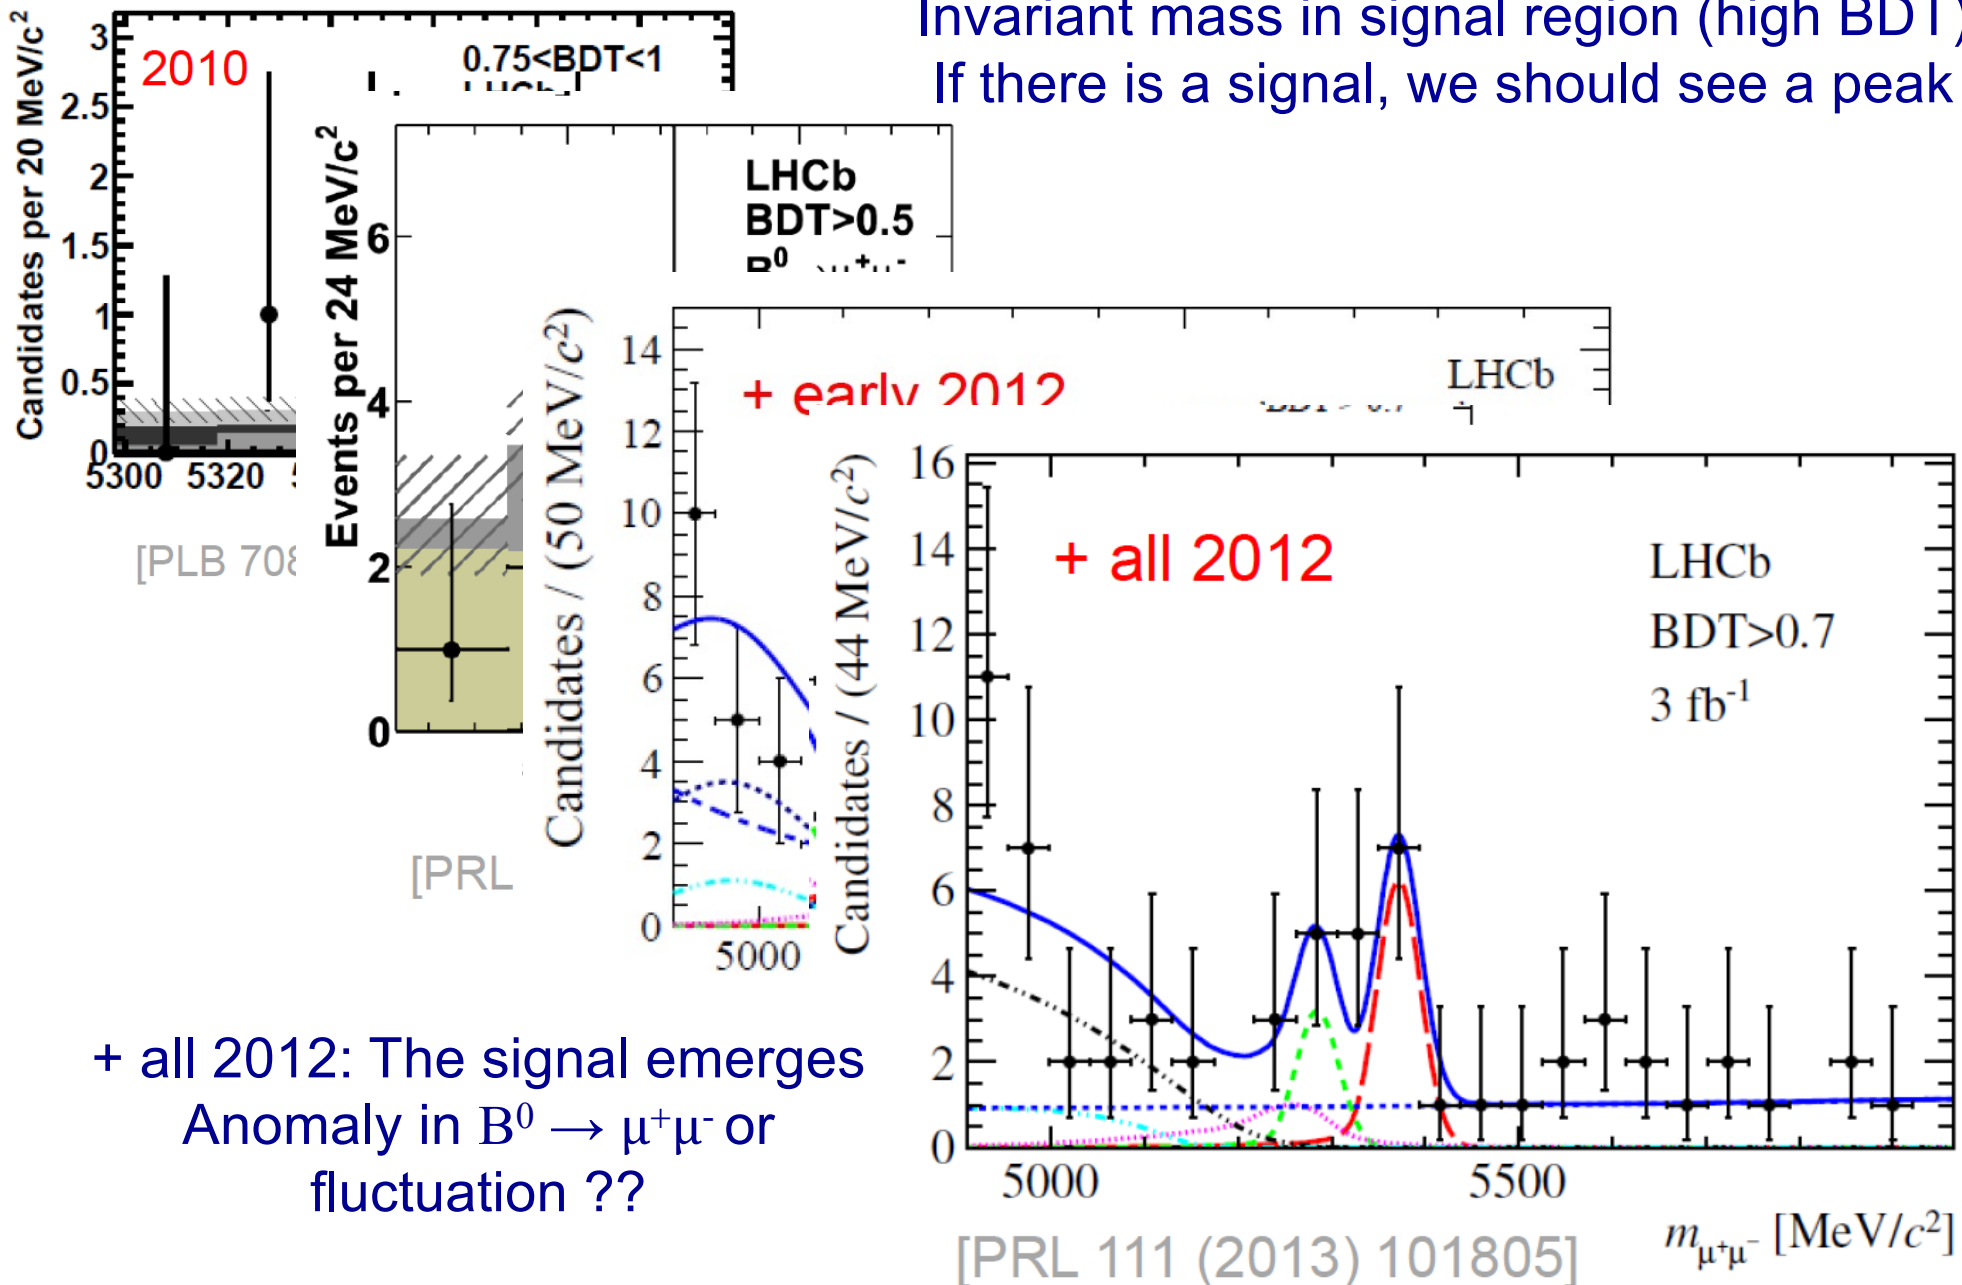 Invariant mass in signal region (high BDT)
If there is a signal, we should see a peak
Candidates per 20 MeV/c²
3
2.5
2
1.5
1
0.5
0
2010
0.75<BDT<1
LHCb
5300 5320
[PLB 708
Events per 24 MeV/c²
6
4
2
0
LHCb
BDT>0.5
B⁰ →μ⁺μ⁻
[PRL
Candidates / (50 MeV/c²)
14
12
10
8
6
4
2
0
+ early 2012
LHCb
5000
Candidates / (44 MeV/c²)
16
14
12
10
8
6
4
2
0
+ all 2012
LHCb
BDT>0.7
3 fb⁻¹
5000 5500
m_μ⁺μ⁻ [MeV/c²]
[PRL 111 (2013) 101805]
+ all 2012: The signal emerges
Anomaly in B⁰ → μ⁺μ⁻ or
fluctuation ??